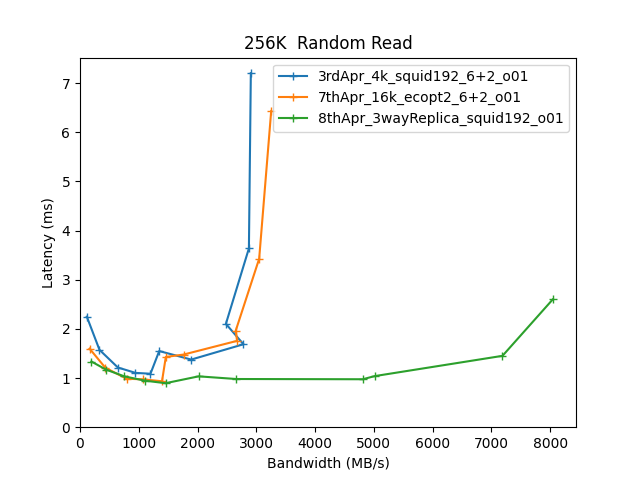 256K  Random Read
3rdApr_4k_squid192_6+2_o01
7thApr_16k_ecopt2_6+2_o01
8thApr_3wayReplica_squid192_o01
Latency (ms)
7
6
5
4
3
2
1
0
0 1000 2000 3000 4000 5000 6000 7000 8000
Bandwidth (MB/s)